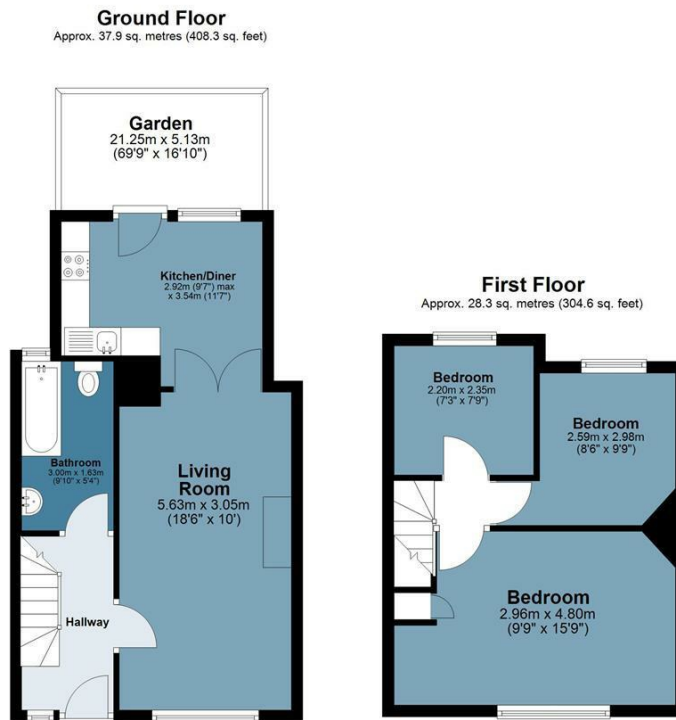 Ground Floor
Approx. 37.9 sq. metres (408.3 sq. feet)
Garden
21.25m x 5.13m
(69'9" x 16'10")
Kitchen/Diner
2.92m (9'7") max
x 3.54m (11'7")
Bathroom
3.00m x 1.63m
(9'10" x 5'4")
Living
Room
5.63m x 3.05m
(18'6" x 10')
Hallway
First Floor
Approx. 28.3 sq. metres (304.6 sq. feet)
Bedroom
2.20m x 2.35m
(7'3" x 7'9")
Bedroom
2.59m x 2.98m
(8'6" x 9'9")
Bedroom
2.96m x 4.80m
(9'9" x 15'9")